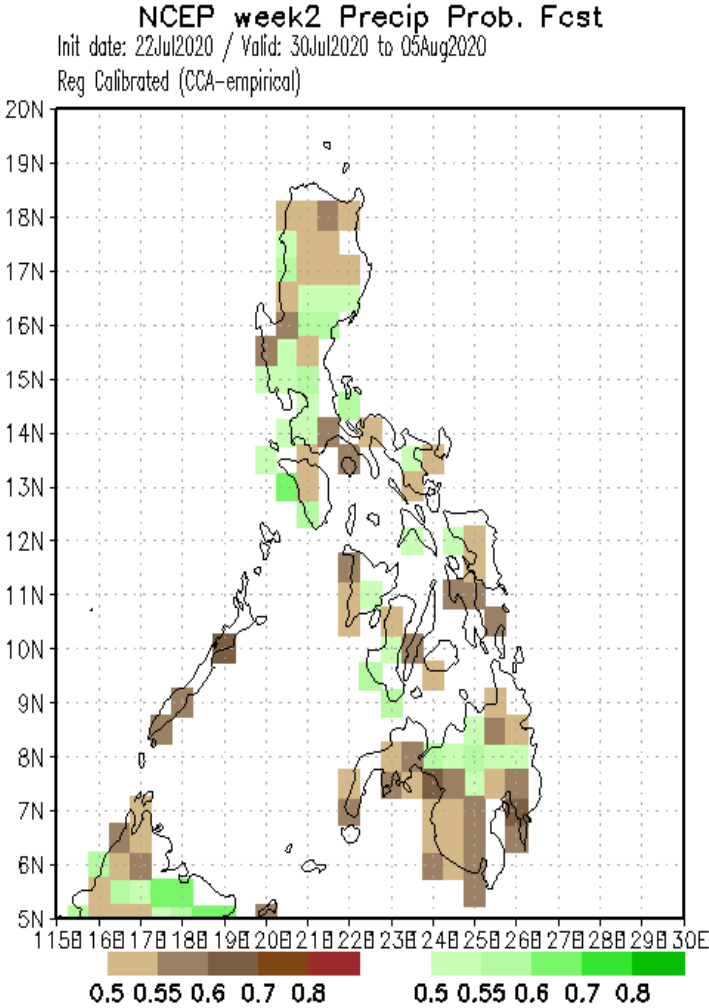 NCEP week2 Precip Prob. Fcst
Init date: 22Jul2020 / Valid: 30Jul2020 to 05Aug2020
Reg Calibrated (CCA-empirical)
20N
19N
18N
17N
16N
15N
14N
13N
12N
11N
10N
9N
8N
7N
6N
5N
115E 116E 117E 118E 119E 120E 121E 122E 123E 124E 125E 126E 127E 128E 129E 130E
0.5 0.55 0.6 0.7 0.8 0.5 0.55 0.6 0.7 0.8